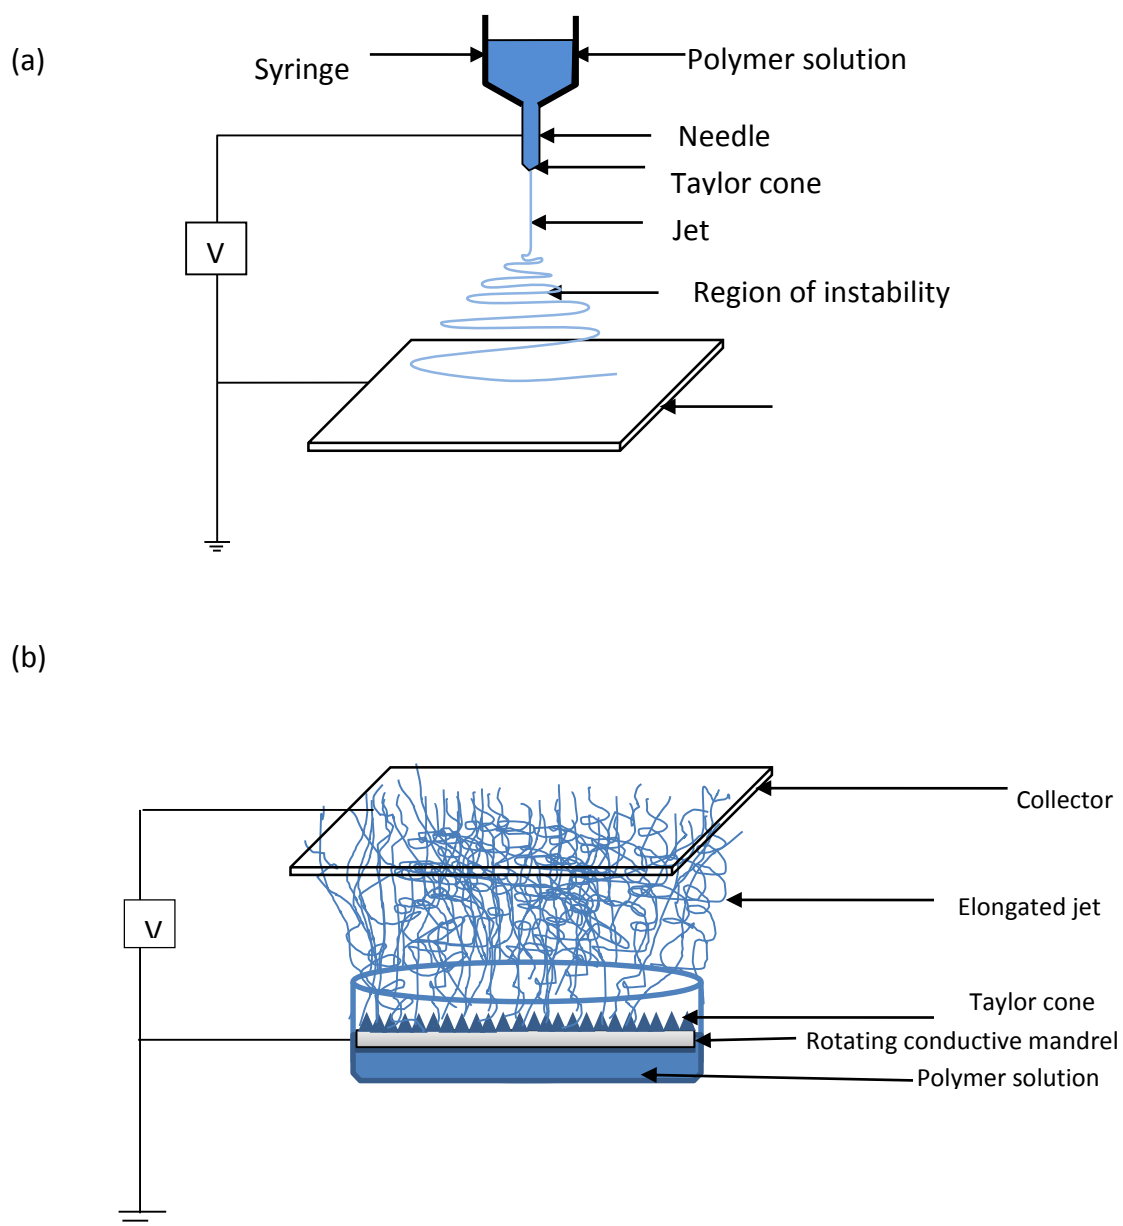 (a)
Syringe
Polymer solution
Needle
Taylor cone
Jet
V
Region of instability
(b)
Collector
V
Elongated jet
Taylor cone
Rotating conductive mandrel
Polymer solution